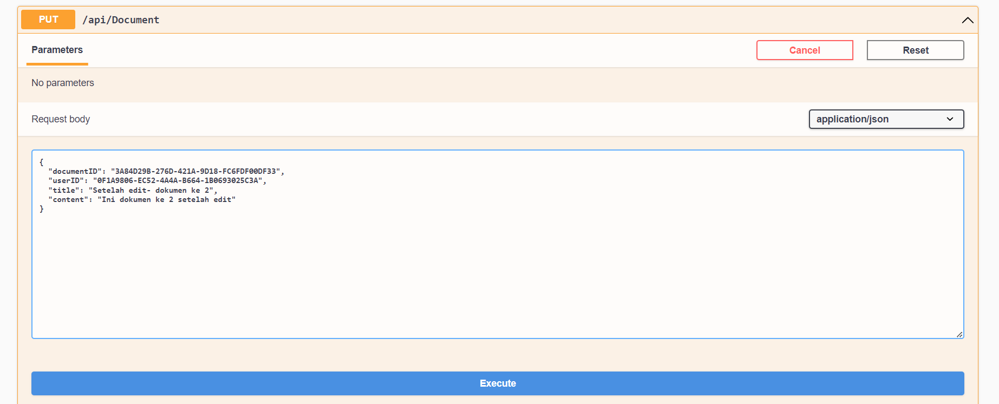 PUT /api/Document
Parameters
Cancel
Reset
No parameters
Request body
application/json
{
  "documentID": "3A84D29B-276D-421A-9D18-FC6FDF00DF33",
  "userID": "0F1A9806-EC52-4A4A-B664-1B0693025C3A",
  "title": "Setelah edit- dokumen ke 2",
  "content": "Ini dokumen ke 2 setelah edit"
}
Execute